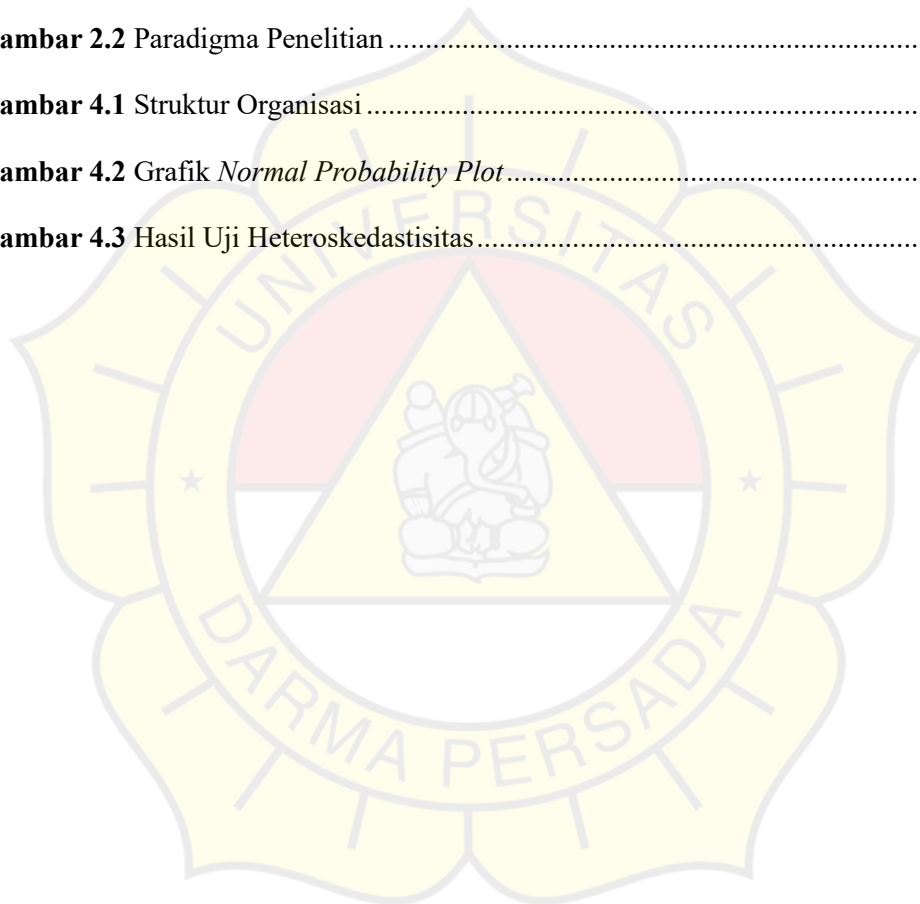 ambar 2.2 Paradigma Penelitian ........................................................................
ambar 4.1 Struktur Organisasi ...........................................................................
ambar 4.2 Grafik Normal Probability Plot .......................................................
ambar 4.3 Hasil Uji Heteroskedastisitas ...........................................................
UNIVERSITAS
DARMA PERSADA